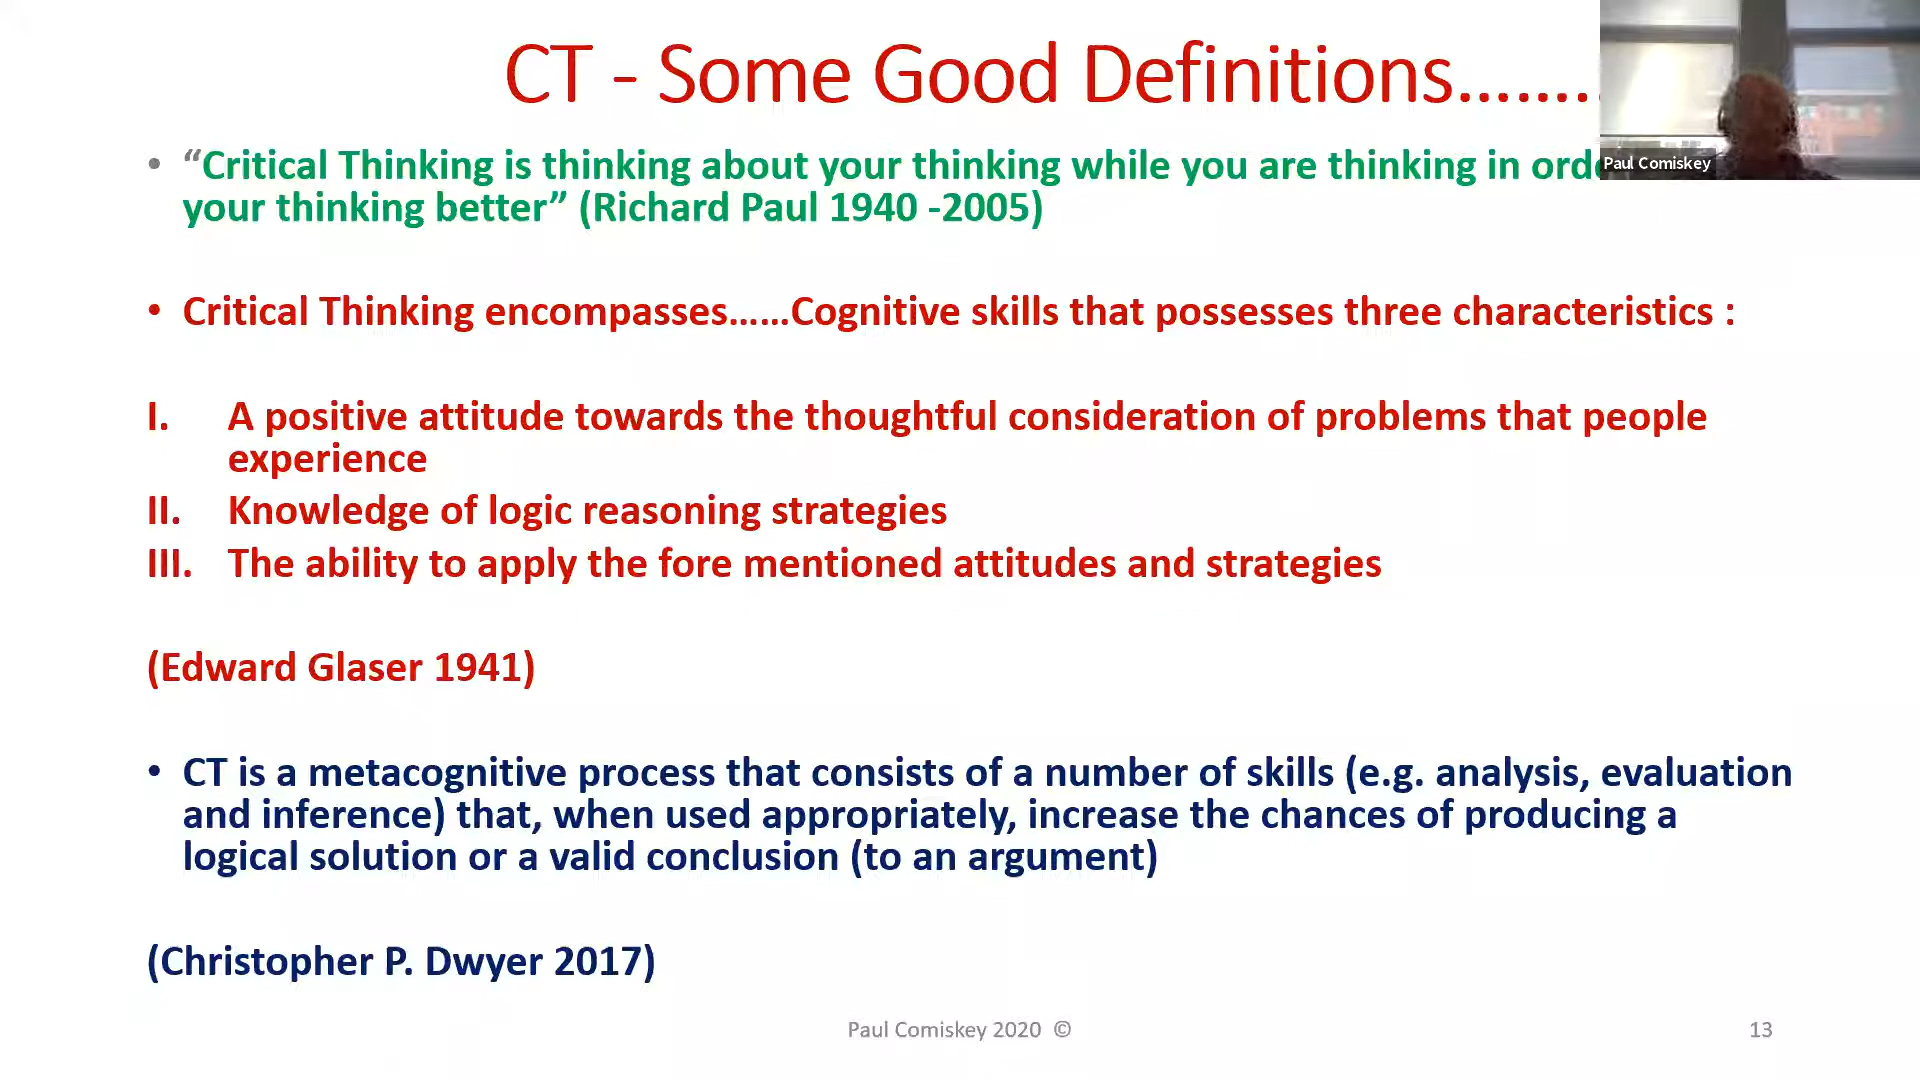 CT - Some Good Definitions........
Paul Comiskey
• “Critical Thinking is thinking about your thinking while you are thinking in
your thinking better” (Richard Paul 1940 -2005)
• Critical Thinking encompasses......Cognitive skills that possesses three characteristics :
I. A positive attitude towards the thoughtful consideration of problems that people
experience
II. Knowledge of logic reasoning strategies
III. The ability to apply the fore mentioned attitudes and strategies
(Edward Glaser 1941)
• CT is a metacognitive process that consists of a number of skills (e.g. analysis, evaluation
and inference) that, when used appropriately, increase the chances of producing a
logical solution or a valid conclusion (to an argument)
(Christopher P. Dwyer 2017)
Paul Comiskey 2020 ©
13